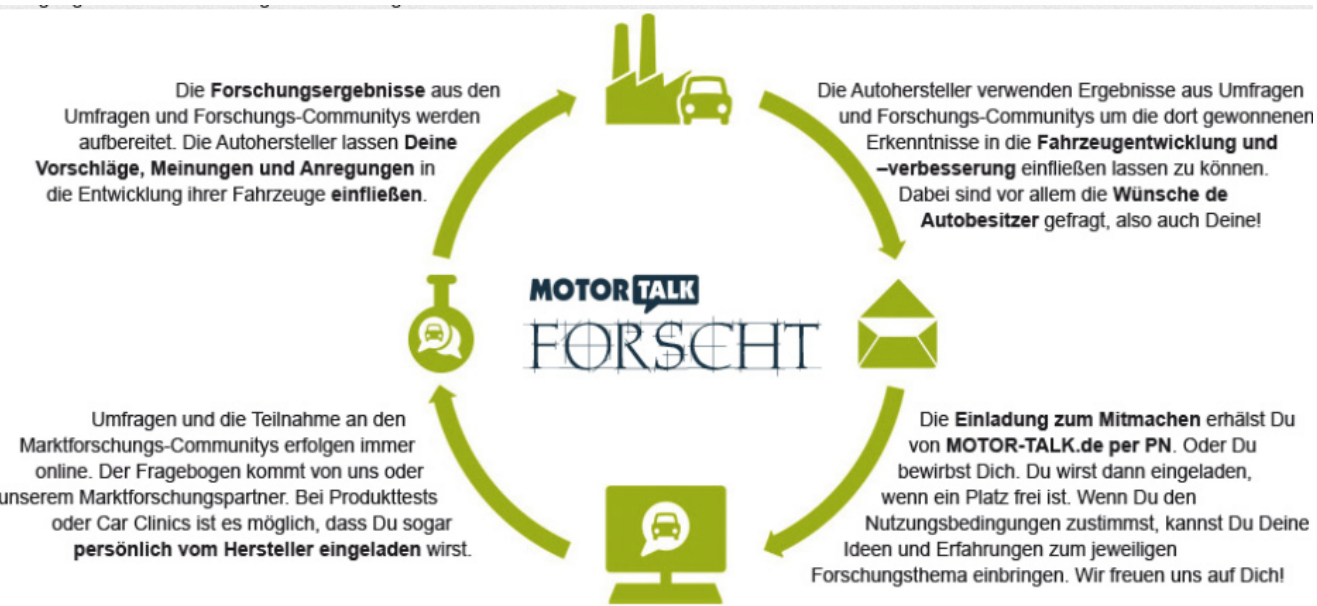 Die Forschungsergebnisse aus den
Umfragen und Forschungs-Communitys werden
aufbereitet. Die Autohersteller lassen Deine
Vorschläge, Meinungen und Anregungen in
die Entwicklung ihrer Fahrzeuge einfließen.
Die Autohersteller verwenden Ergebnisse aus Umfragen
und Forschungs-Communitys um die dort gewonnenen
Erkenntnisse in die Fahrzeugentwicklung und
–verbesserung einfließen lassen zu können.
Dabei sind vor allem die Wünsche de
Autobesitzer gefragt, also auch Deine!
MOTOR TALK
FORSCHT
Umfragen und die Teilnahme an den
Marktforschungs-Communitys erfolgen immer
online. Der Fragebogen kommt von uns oder
unserem Marktforschungspartner. Bei Produkttests
oder Car Clinics ist es möglich, dass Du sogar
persönlich vom Hersteller eingeladen wirst.
Die Einladung zum Mitmachen erhälst Du
von MOTOR-TALK.de per PN. Oder Du
bewirbst Dich. Du wirst dann eingeladen,
wenn ein Platz frei ist. Wenn Du den
Nutzungsbedingungen zustimmst, kannst Du Deine
Ideen und Erfahrungen zum jeweiligen
Forschungsthema einbringen. Wir freuen uns auf Dich!